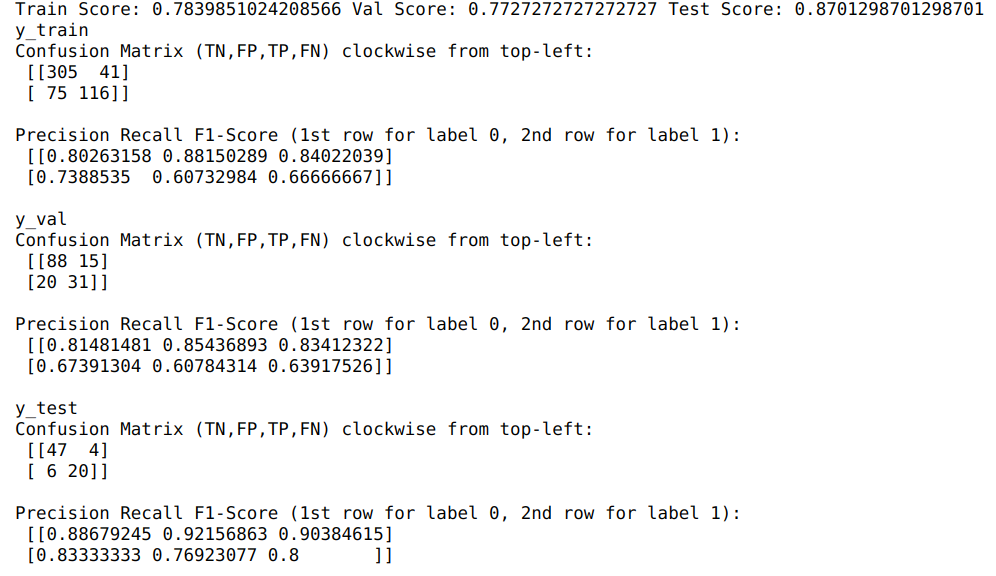 Train Score: 0.7839851024208566 Val Score: 0.7727272727272727 Test Score: 0.8701298701298701
y_train
Confusion Matrix (TN,FP,TP,FN) clockwise from top-left:
 [[305  41]
 [ 75 116]]

Precision Recall F1-Score (1st row for label 0, 2nd row for label 1):
 [[0.80263158 0.88150289 0.84022039]
 [0.7388535  0.60732984 0.66666667]]

y_val
Confusion Matrix (TN,FP,TP,FN) clockwise from top-left:
 [[88 15]
 [20 31]]

Precision Recall F1-Score (1st row for label 0, 2nd row for label 1):
 [[0.81481481 0.85436893 0.83412322]
 [0.67391304 0.60784314 0.63917526]]

y_test
Confusion Matrix (TN,FP,TP,FN) clockwise from top-left:
 [[47  4]
 [ 6 20]]

Precision Recall F1-Score (1st row for label 0, 2nd row for label 1):
 [[0.88679245 0.92156863 0.90384615]
 [0.83333333 0.76923077 0.8       ]]